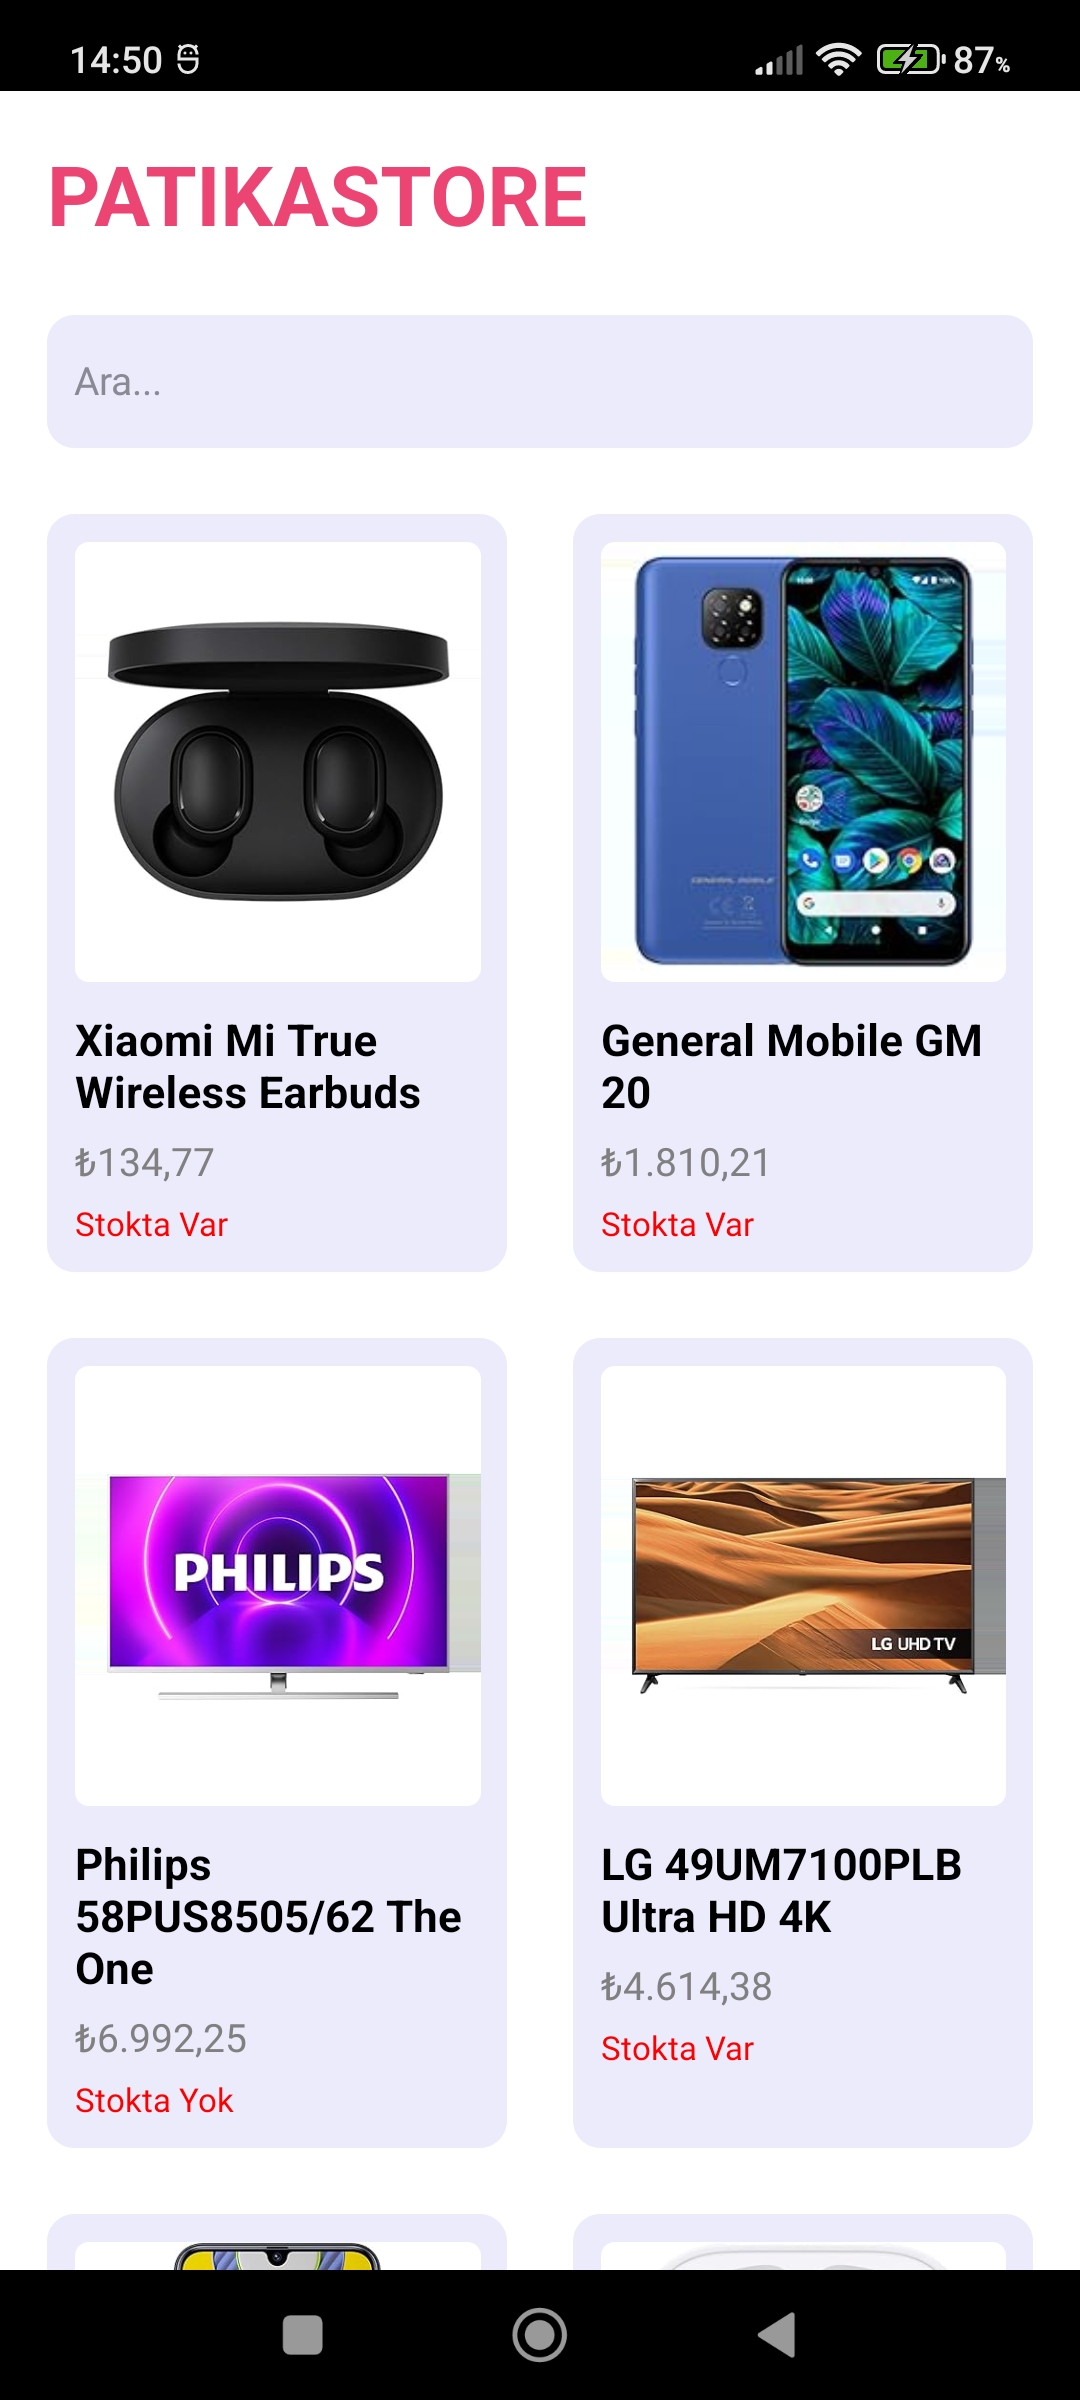 14:50
87%
PATIKASTORE
Ara...
Xiaomi Mi True
Wireless Earbuds
₺134,77
Stokta Var
GENERAL MOBILE
General Mobile GM
20
₺1.810,21
Stokta Var
PHILIPS
Philips
58PUS8505/62 The
One
₺6.992,25
Stokta Yok
LG UHD TV
LG 49UM7100PLB
Ultra HD 4K
₺4.614,38
Stokta Var